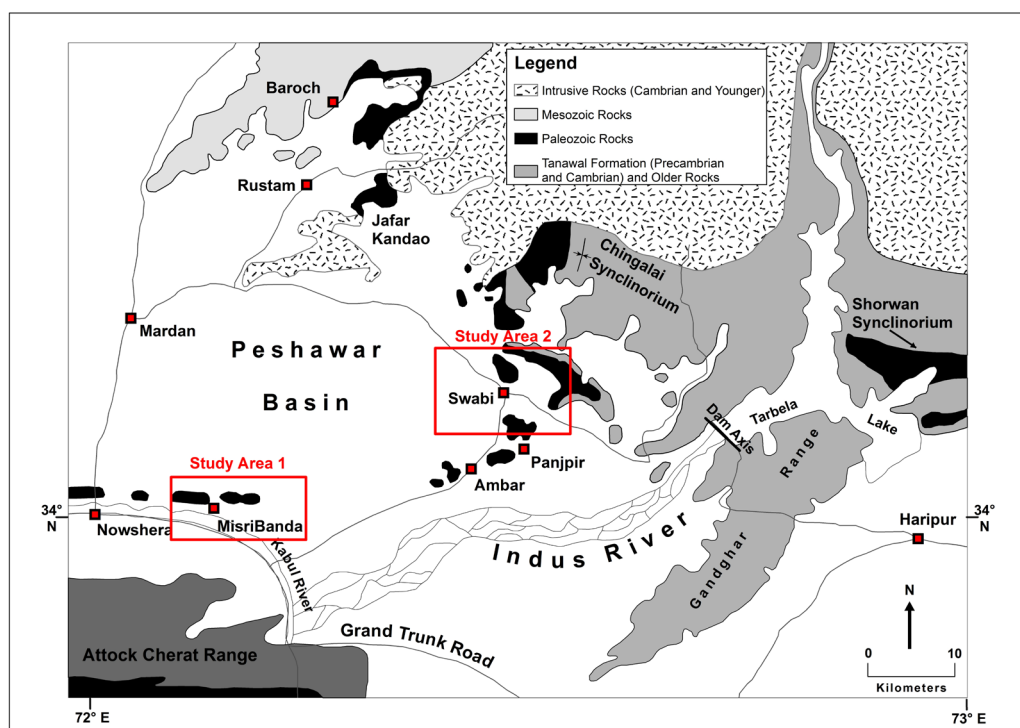 Legend
Intrusive Rocks (Cambrian and Younger)
Mesozoic Rocks
Paleozoic Rocks
Tanawal Formation (Precambrian
and Cambrian) and Older Rocks
Baroch
Rustam
Jafar
Kandao
Chingalai
Synclinorium
Shorwan
Synclinorium
Mardan
Peshawar
Basin
Study Area 2
Swabi
Panjpir
Ambar
Dam Axis
Tarbela
Lake
Range
Gandghar
Study Area 1
MisriBanda
Nowshera
34°
N
34°
N
Haripur
Kabul River
Indus River
Grand Trunk Road
Attock Cherat Range
N
0
10
Kilometers
72° E
73° E